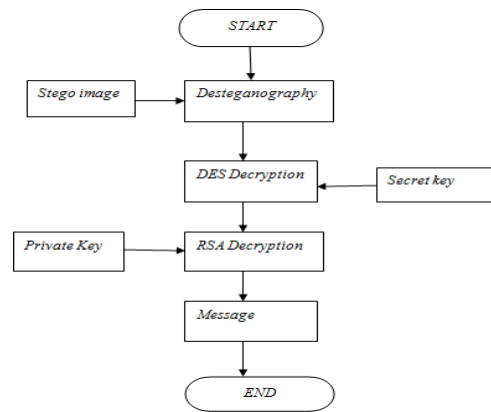 START
Stego image
Desteganography
DES Decryption
Secret key
Private Key
RSA Decryption
Message
END